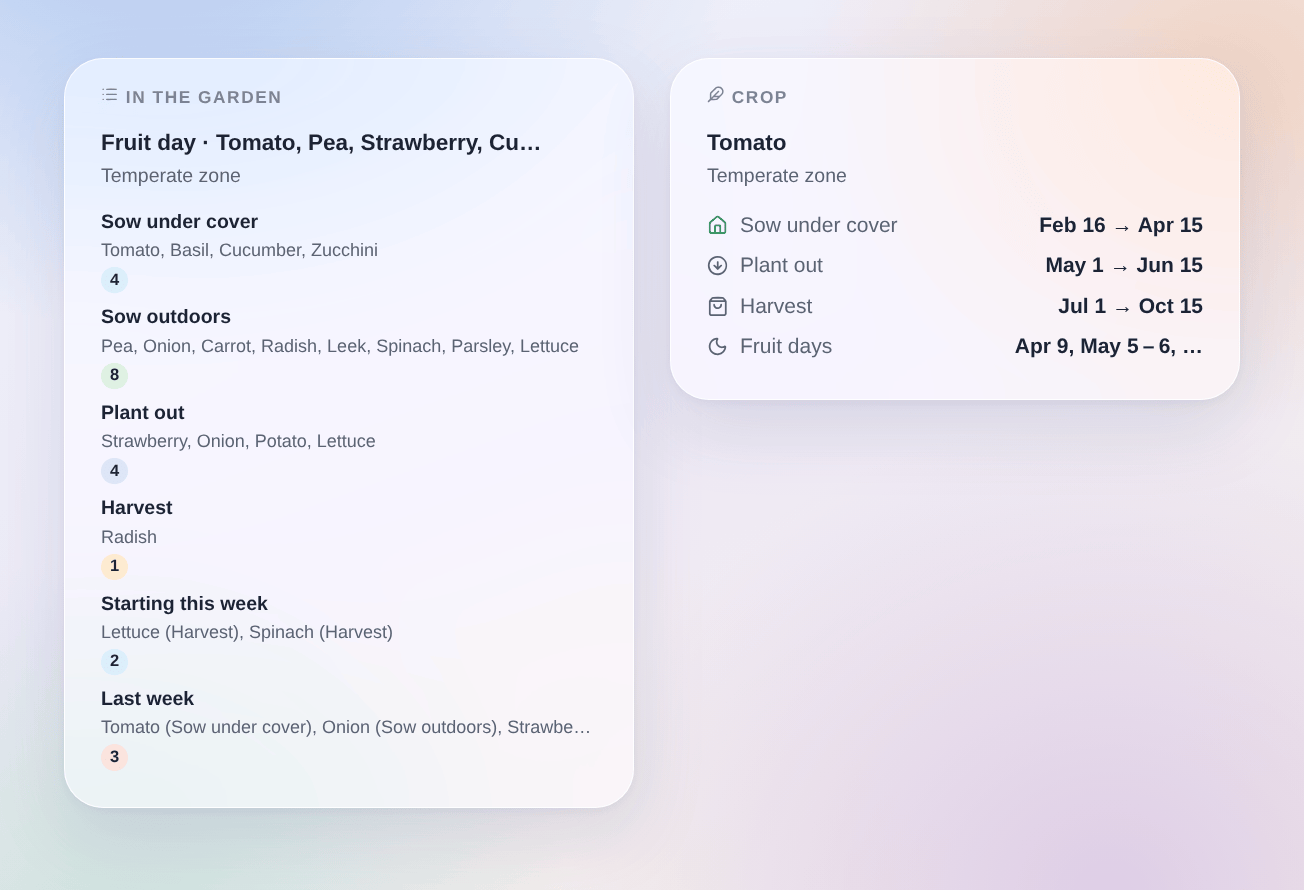 IN THE GARDEN
Fruit day · Tomato, Pea, Strawberry, Cu…
Temperate zone
Sow under cover
Tomato, Basil, Cucumber, Zucchini
4
Sow outdoors
Pea, Onion, Carrot, Radish, Leek, Spinach, Parsley, Lettuce
8
Plant out
Strawberry, Onion, Potato, Lettuce
4
Harvest
Radish
1
Starting this week
Lettuce (Harvest), Spinach (Harvest)
2
Last week
Tomato (Sow under cover), Onion (Sow outdoors), Strawbe…
3
CROP
Tomato
Temperate zone
Sow under cover Feb 16 → Apr 15
Plant out May 1 → Jun 15
Harvest Jul 1 → Oct 15
Fruit days Apr 9, May 5 – 6, …